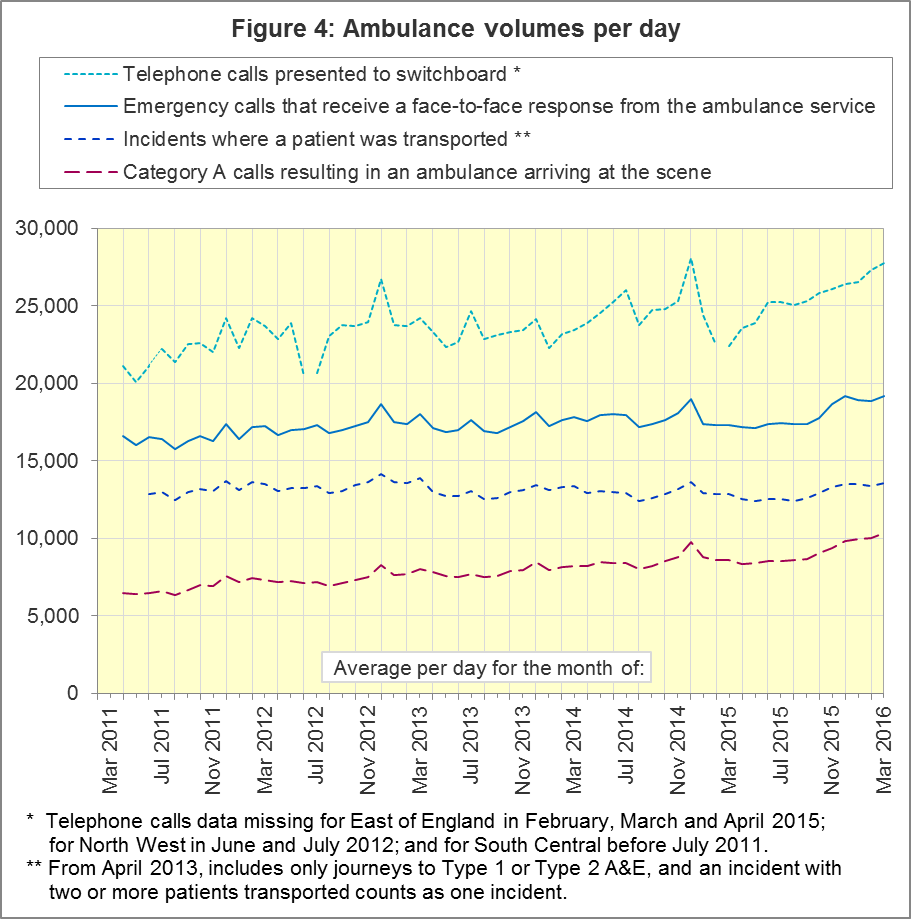 Figure 4: Ambulance volumes per day
Telephone calls presented to switchboard *
Emergency calls that receive a face-to-face response from the ambulance service
Incidents where a patient was transported **
Category A calls resulting in an ambulance arriving at the scene
30,000
25,000
20,000
15,000
10,000
5,000
0
Average per day for the month of:
Mar 2011
Jul 2011
Nov 2011
Mar 2012
Jul 2012
Nov 2012
Mar 2013
Jul 2013
Nov 2013
Mar 2014
Jul 2014
Nov 2014
Mar 2015
Jul 2015
Nov 2015
Mar 2016
* Telephone calls data missing for East of England in February, March and April 2015;
for North West in June and July 2012; and for South Central before July 2011.
** From April 2013, includes only journeys to Type 1 or Type 2 A&E, and an incident with
two or more patients transported counts as one incident.